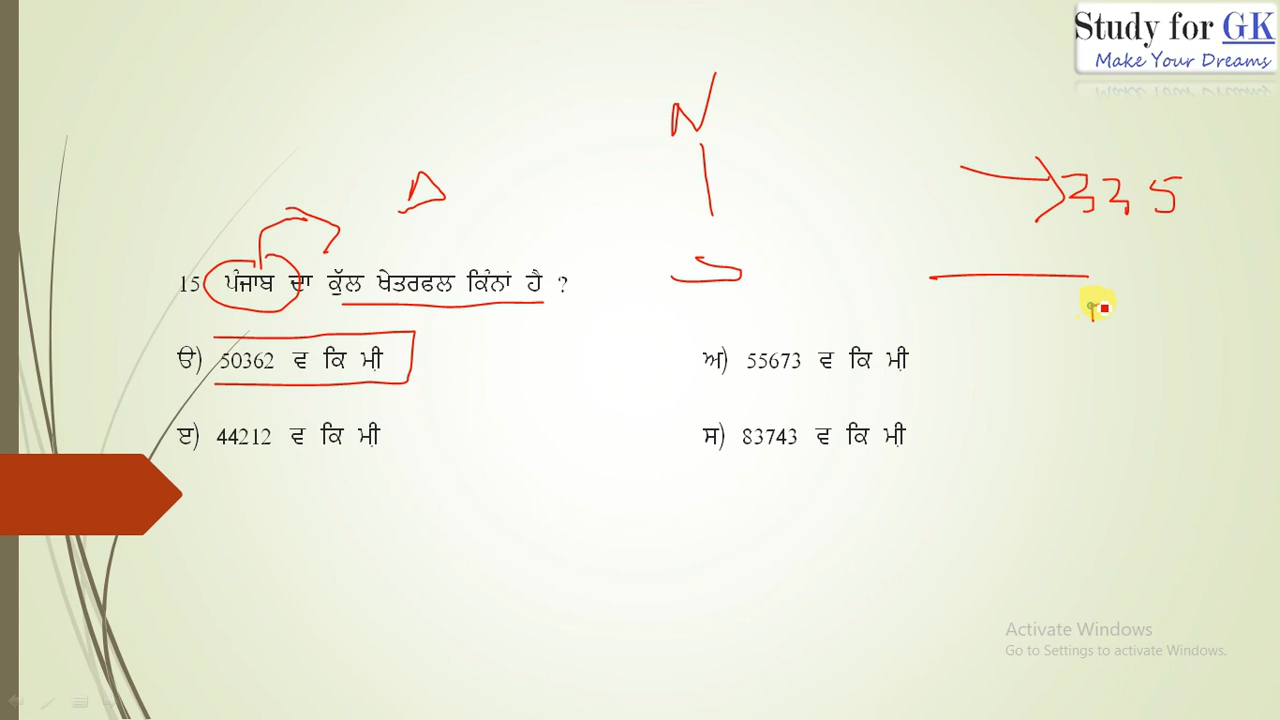 Study for GK
Make Your Dreams
N
335
S
15 ਪੰਜਾਬ ਦਾ ਕੁੱਲ ਖੇਤਰਫਲ ਕਿੰਨਾਂ ਹੈ ?
ੳ) 50362 ਵ ਕਿ ਮੀ
ਅ) 55673 ਵ ਕਿ ਮੀ
ੲ) 44212 ਵ ਕਿ ਮੀ
ਸ) 83743 ਵ ਕਿ ਮੀ
Activate Windows
Go to Settings to activate Windows.